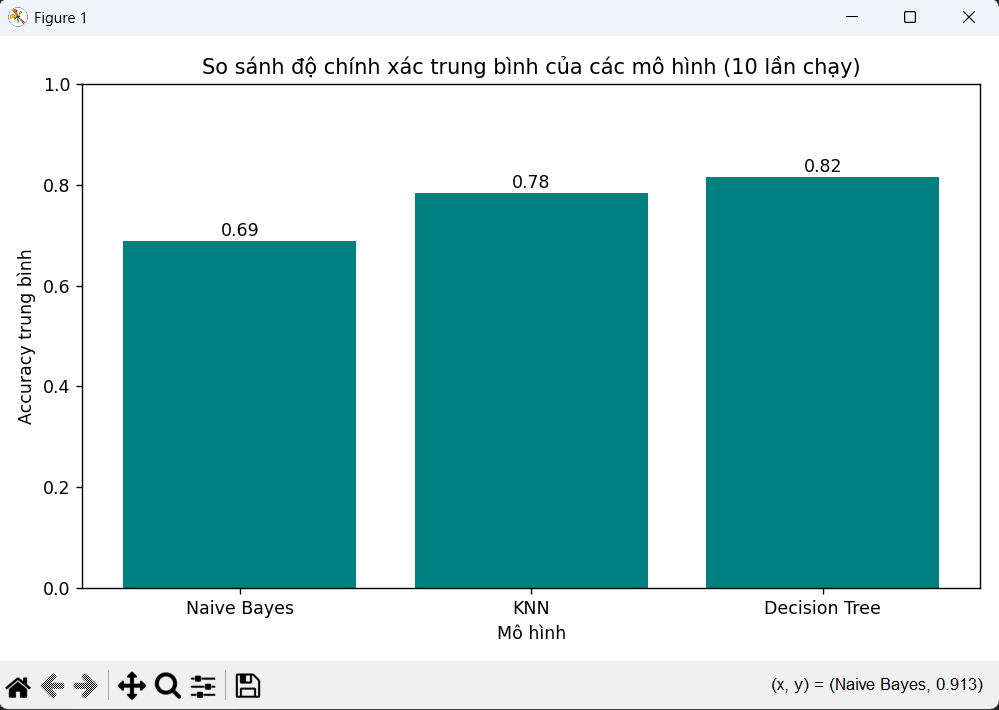 Figure 1
So sánh độ chính xác trung bình của các mô hình (10 lần chạy)
Accuracy trung bình
1.0
0.8
0.6
0.4
0.2
0.0
0.69
0.78
0.82
Naive Bayes
KNN
Decision Tree
Mô hình
(x, y) = (Naive Bayes, 0.913)